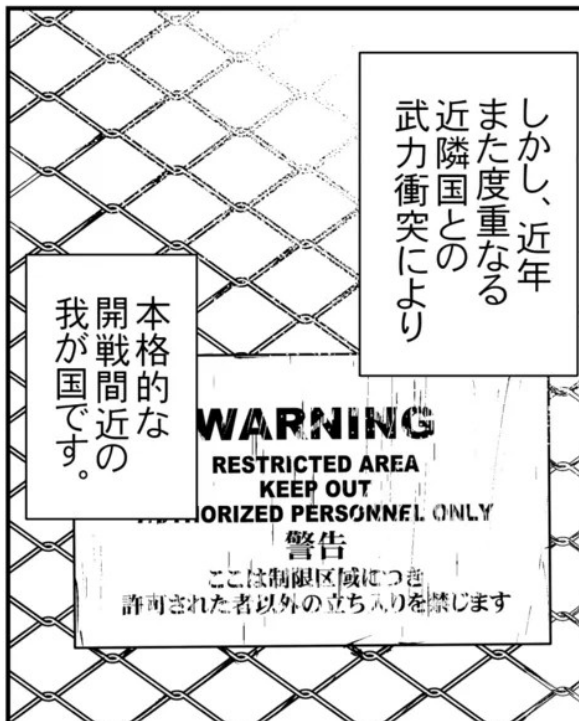 しかし、近年
また度重なる
近隣国との
武力衝突により
本格的な
開戦間近の
我が国です。
WARNING
RESTRICTED AREA
KEEP OUT
AUTHORIZED PERSONNEL ONLY
警告
ここは制限区域につき
許可された者以外の立ち入りを禁じます